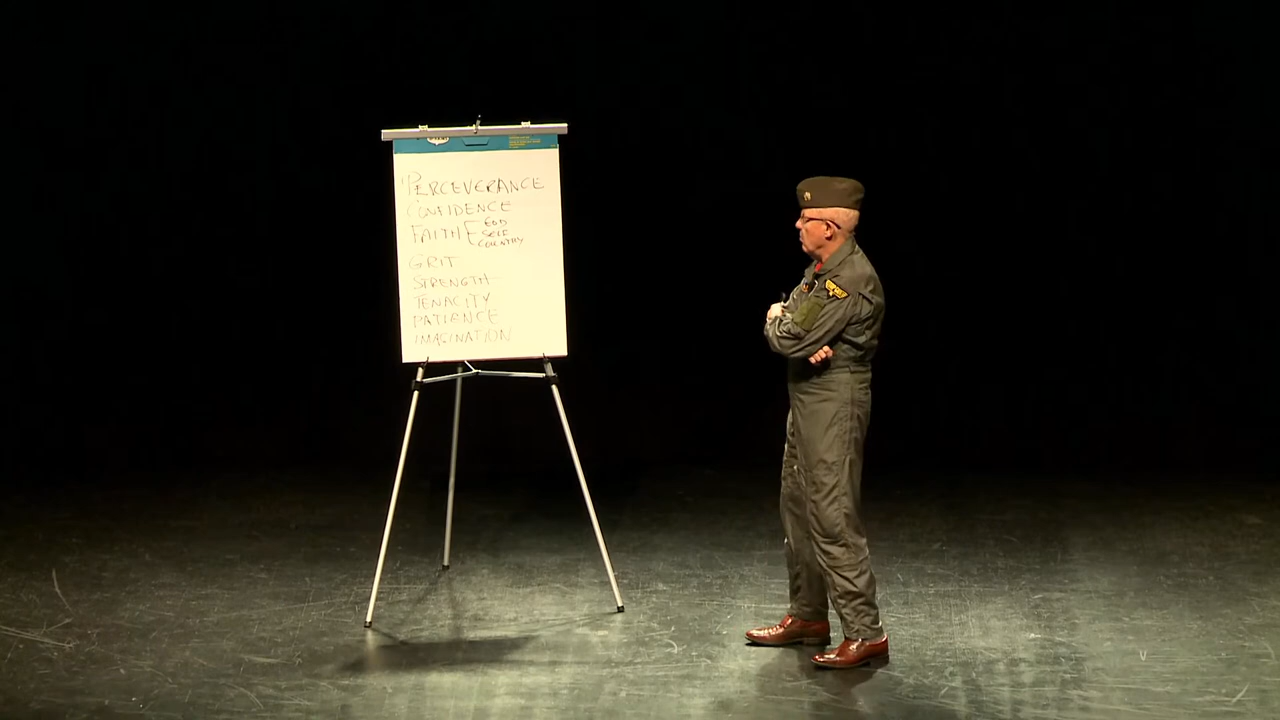 PERCEVERANCE
CONFIDENCE
FAITH GOD
SELF
COUNTRY
GRIT
STRENGTH
TENACITY
PATIENCE
IMAGINATION